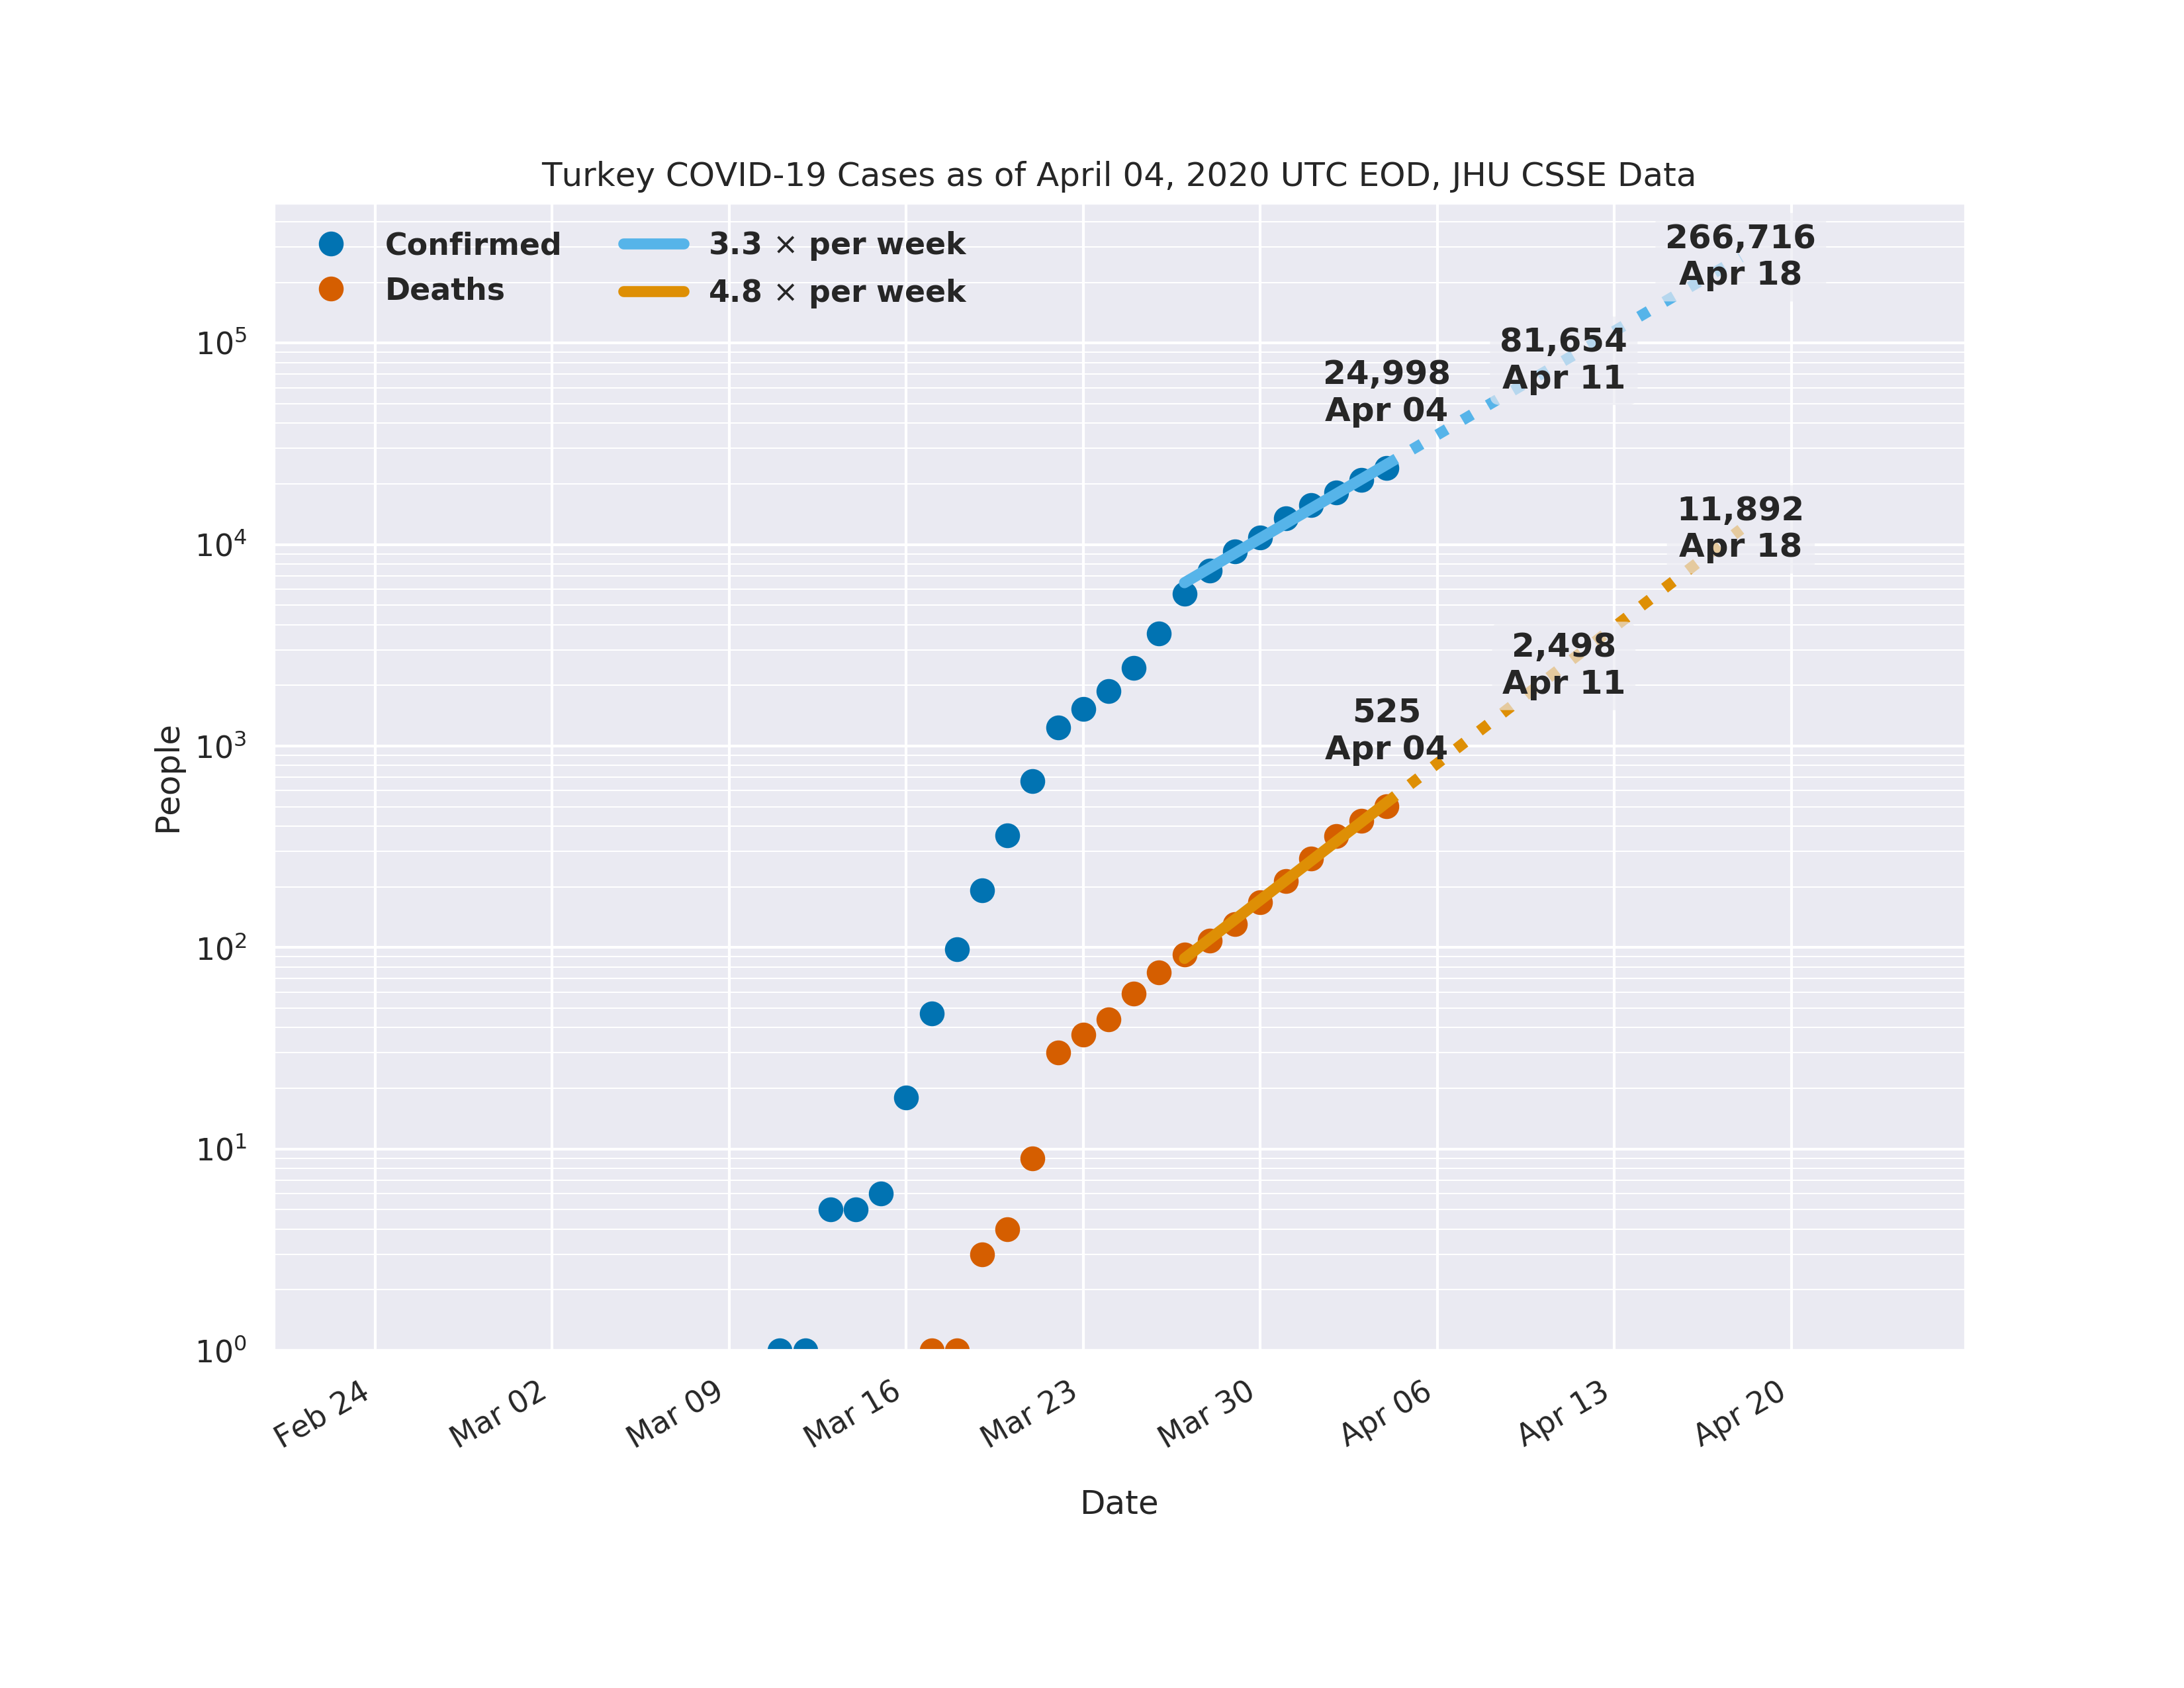 Turkey COVID-19 Cases as of April 04, 2020 UTC EOD, JHU CSSE Data
Confirmed
Deaths
3.3 × per week
4.8 × per week
266,716
Apr 18
81,654
Apr 11
24,998
Apr 04
11,892
Apr 18
2,498
Apr 11
525
Apr 04
People
10⁵
10⁴
10³
10²
10¹
10⁰
Feb 24
Mar 02
Mar 09
Mar 16
Mar 23
Mar 30
Apr 06
Apr 13
Apr 20
Date